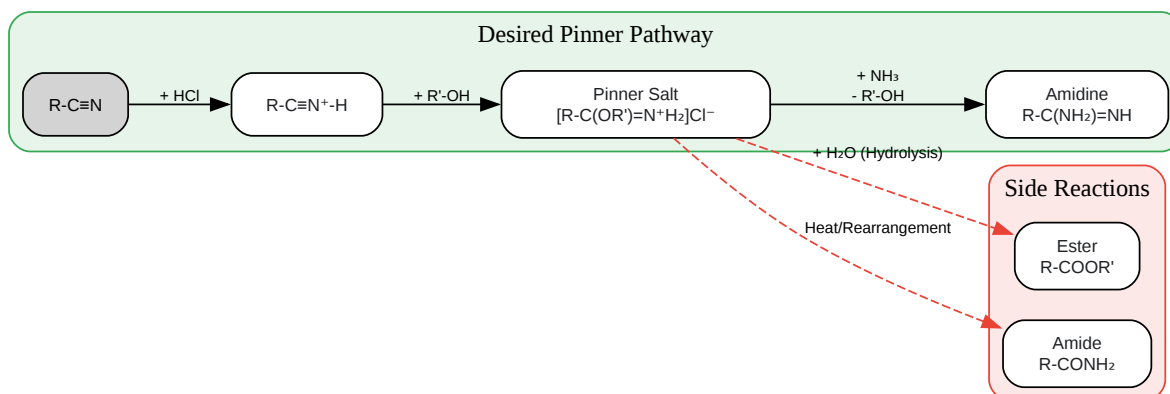 Desired Pinner Pathway
R-C≡N
+ HCl
R-C≡N⁺-H
+ R'-OH
Pinner Salt
[R-C(OR')=N⁺H₂]Cl⁻
+ NH₃
- R'-OH
Amidine
R-C(NH₂)=NH
+ H₂O (Hydrolysis)
Side Reactions
Heat/Rearrangement
Ester
R-COOR'
Amide
R-CONH₂